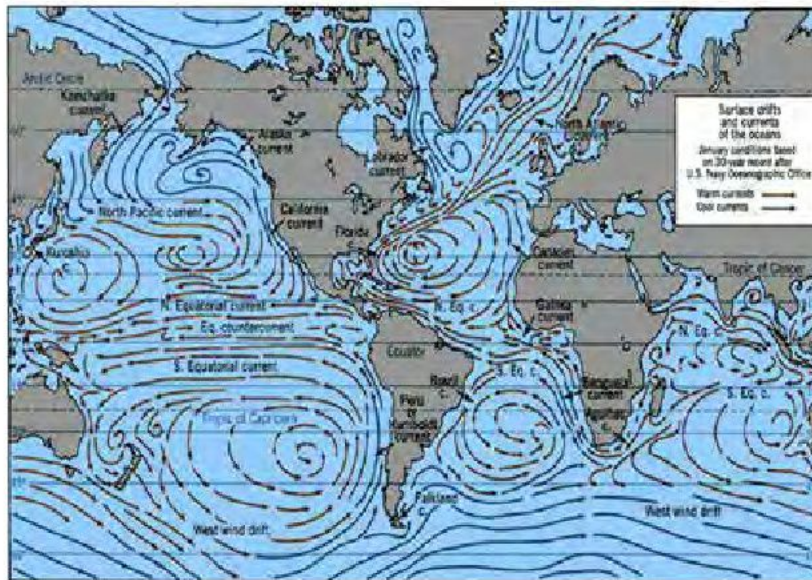 Arctic Circle
Kamchatka
current
Alaska
current
North Atlantic
current
Labrador
current
Surface drifts
and currents
of the oceans
January conditions based
on 30-year record after
U.S. Navy Oceanographic Office
Warm currents
Cool currents
North Pacific current
California
current
Florida
c.
Kuroshio
c.
Canaries
current
Tropic of Cancer
N. Equatorial current
N. Eq. c.
Guinea
current
N. Eq. c.
Eq. countercurrent
Equator
S. Equatorial current
S. Eq. c.
Brazil
c.
Benguela
current
S. Eq. c.
Peru
or
Humboldt
current
Agulhas
c.
Tropic of Capricorn
Falkland
c.
West wind drift
West wind drift